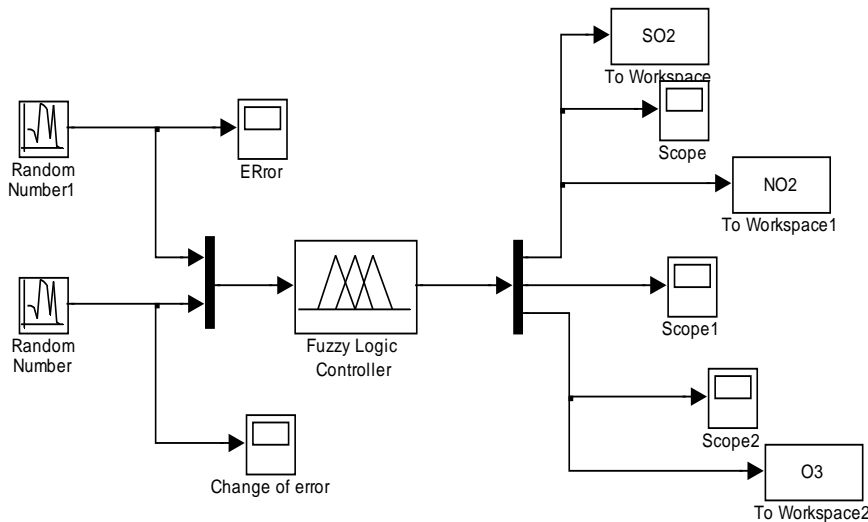 SO2
To Workspace
Scope
Random
Number1
ERror
NO2
To Workspace1
Random
Number
Fuzzy Logic
Controller
Scope1
Change of error
Scope2
O3
To Workspace2